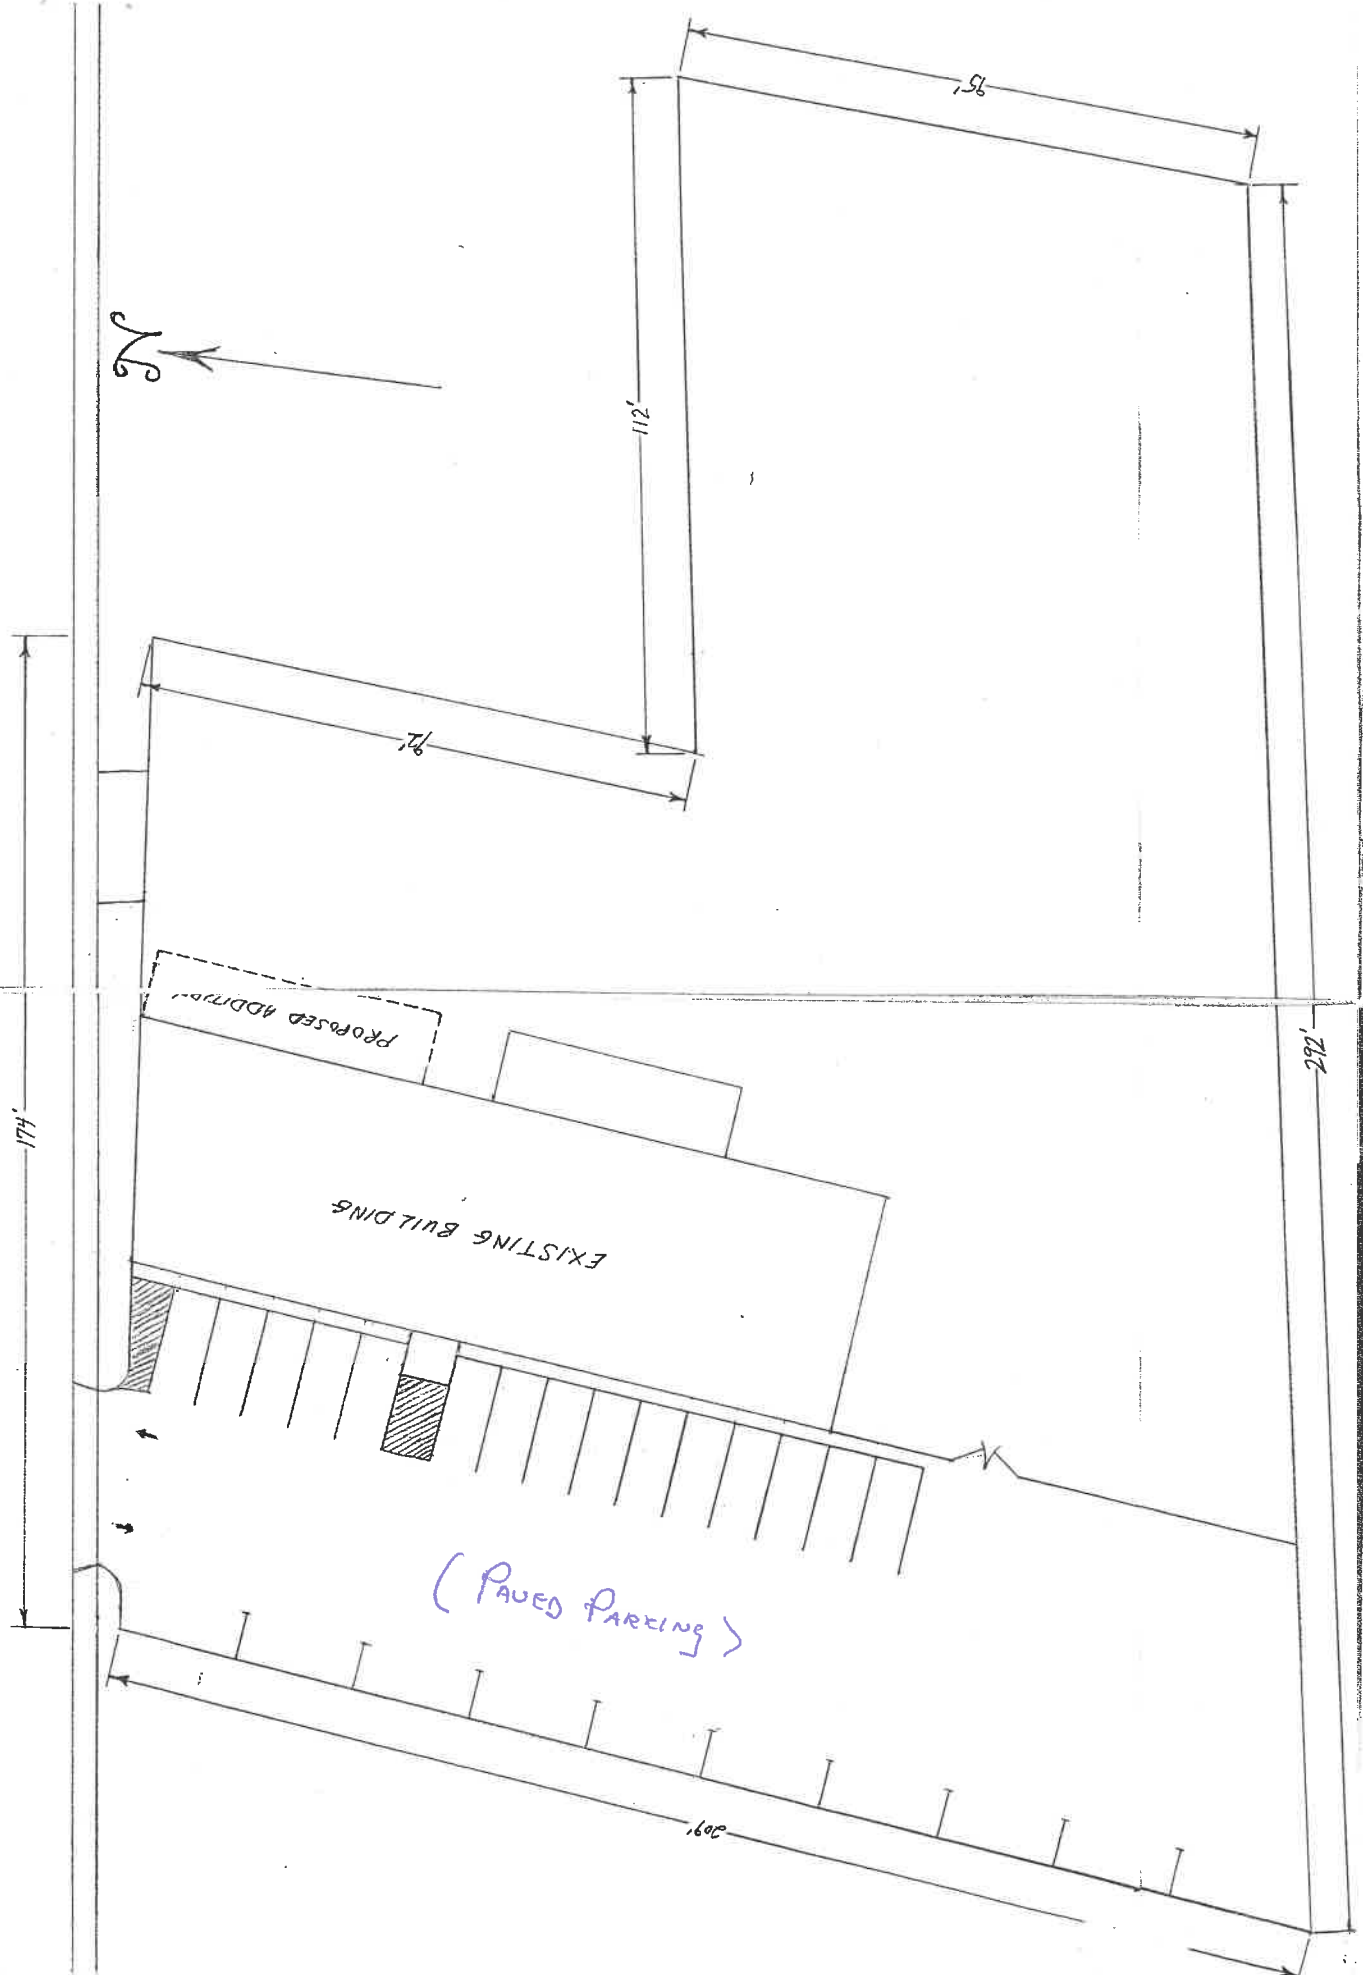 95'
N
112'
174'
92'
PROPOSED ADDITION
292'
EXISTING BUILDING
(PAVED PARKING)
209'